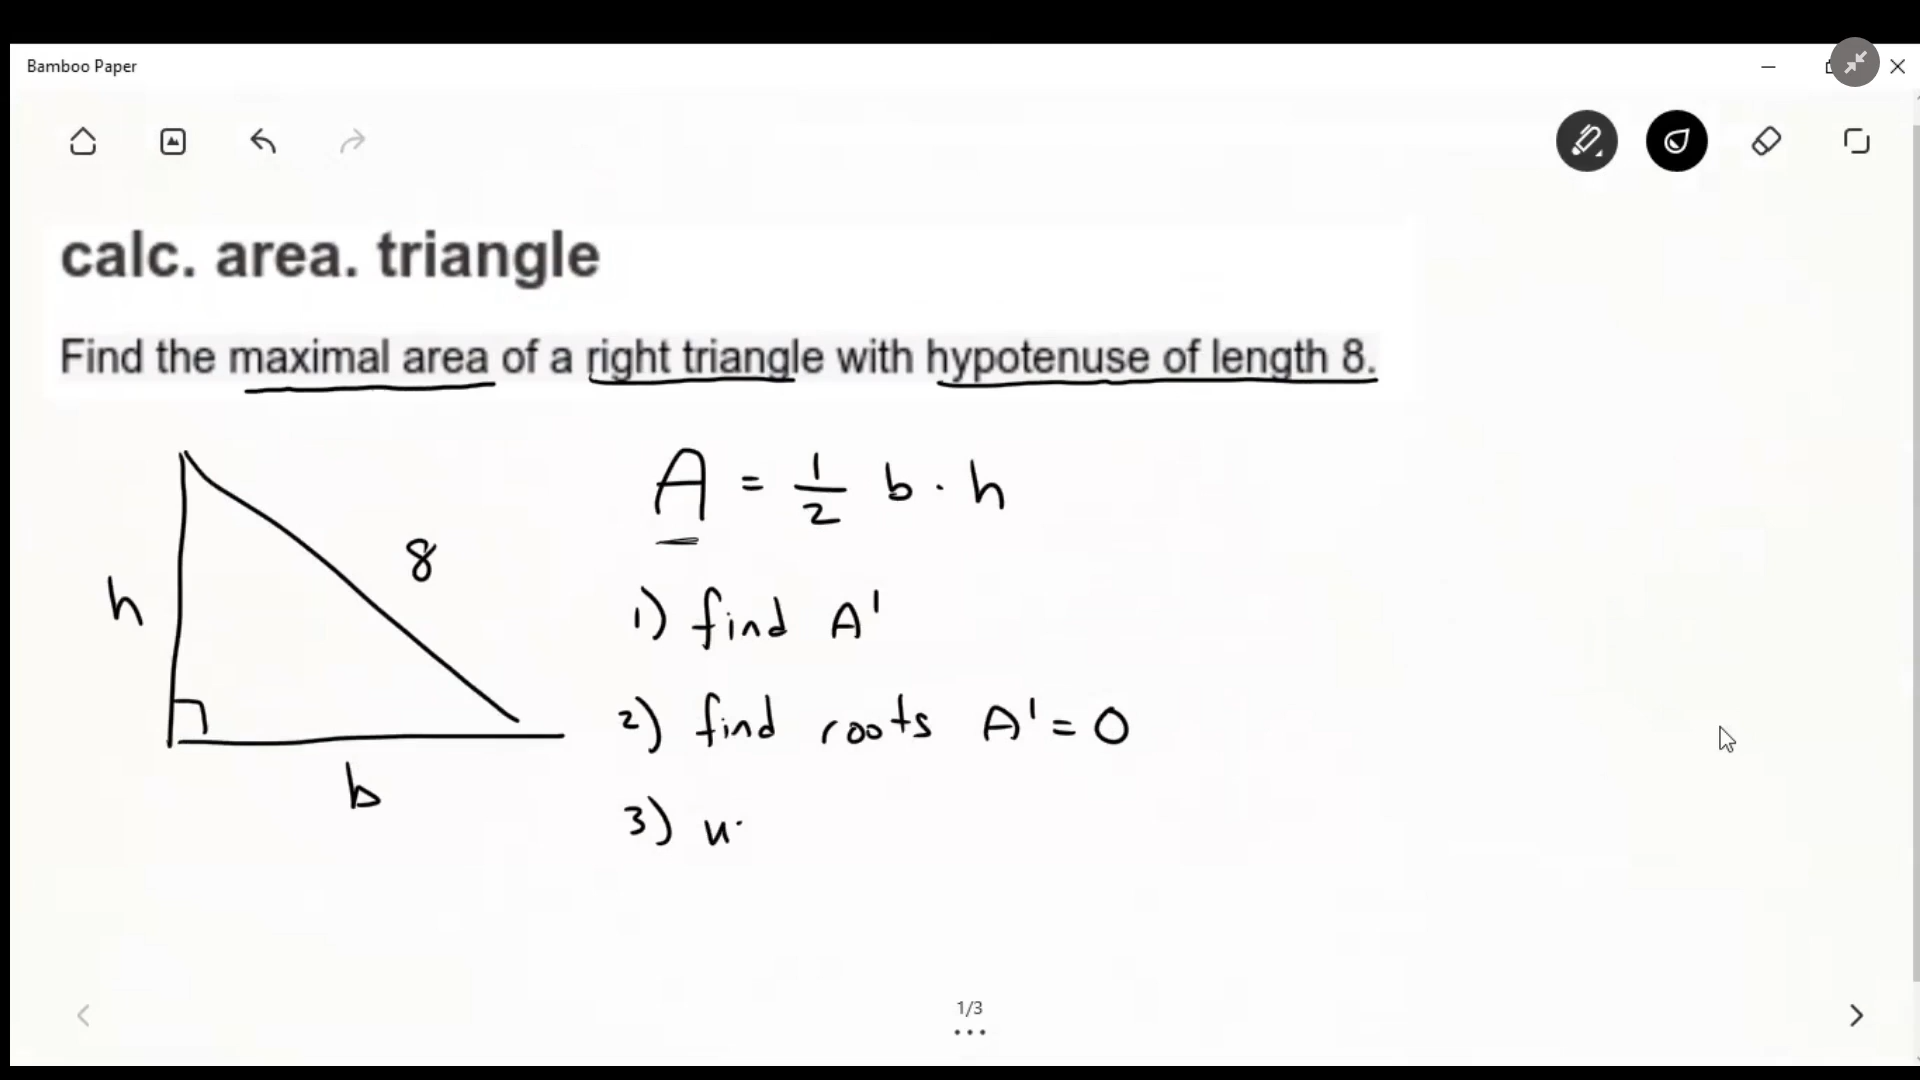 Bamboo Paper
calc. area. triangle
Find the maximal area of a right triangle with hypotenuse of length 8.
A = 1/2 b · h
8
h
1) find A'
2) find roots A' = 0
b
3) u
1/3